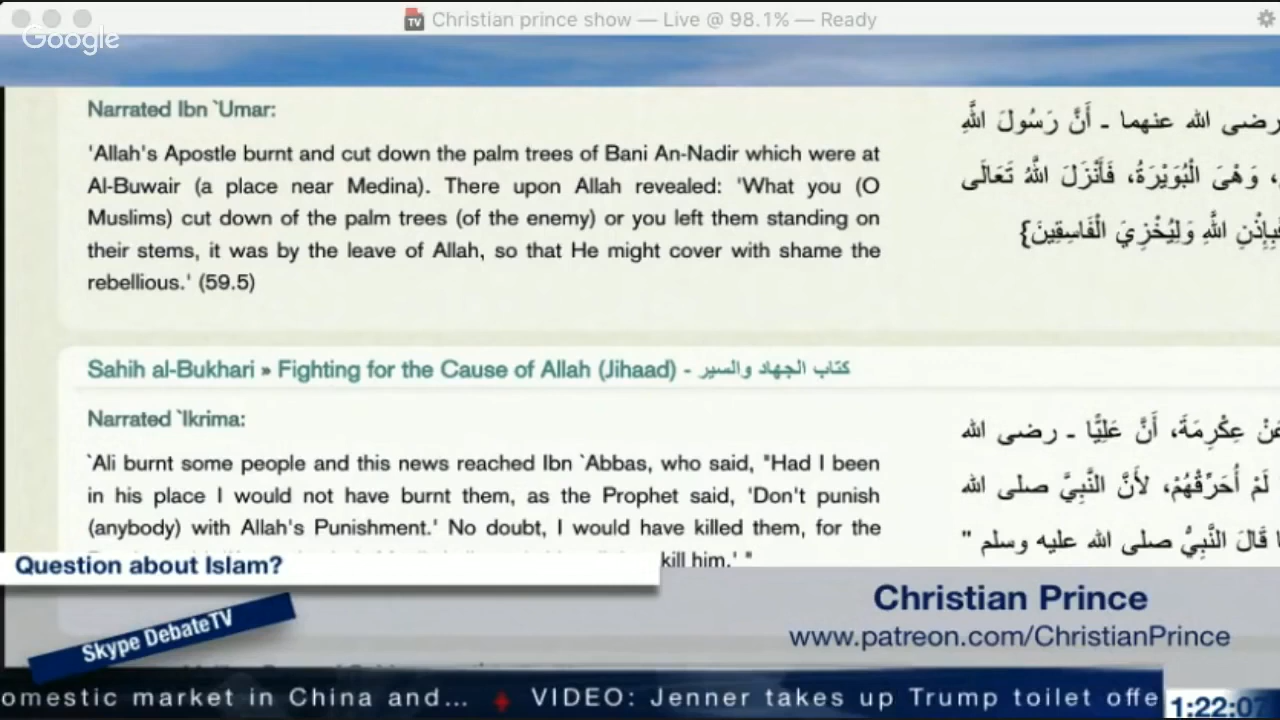 Christian prince show — Live @ 98.1% — Ready
Google
Narrated Ibn `Umar:
'Allah's Apostle burnt and cut down the palm trees of Bani An-Nadir which were at
Al-Buwair (a place near Medina). There upon Allah revealed: 'What you (O
Muslims) cut down of the palm trees (of the enemy) or you left them standing on
their stems, it was by the leave of Allah, so that He might cover with shame the
rebellious.' (59.5)
رضى الله عنهما ـ أَنَّ رَسُولَ اللَّهِ
، وَهْىَ الْبُوَيْرَةُ، فَأَنْزَلَ اللَّهُ تَعَالَى
فَبِإِذْنِ اللَّهِ وَلِيُخْزِيَ الْفَاسِقِينَ}
Sahih al-Bukhari » Fighting for the Cause of Allah (Jihaad) - كتاب الجهاد والسير
Narrated `Ikrima:
`Ali burnt some people and this news reached Ibn `Abbas, who said, "Had I been
in his place I would not have burnt them, as the Prophet said, 'Don't punish
(anybody) with Allah's Punishment.' No doubt, I would have killed them, for the
kill him.' "
عَنْ عِكْرِمَةَ، أَنَّ عَلِيًّا ـ رضى الله
لَمْ أُحَرِّقْهُمْ، لأَنَّ النَّبِيَّ صلى الله
قَالَ النَّبِيُّ صلى الله عليه وسلم "
Question about Islam?
Skype DebateTV
Christian Prince
www.patreon.com/ChristianPrince
omestic market in China and... ♦ VIDEO: Jenner takes up Trump toilet offe
1:22:07